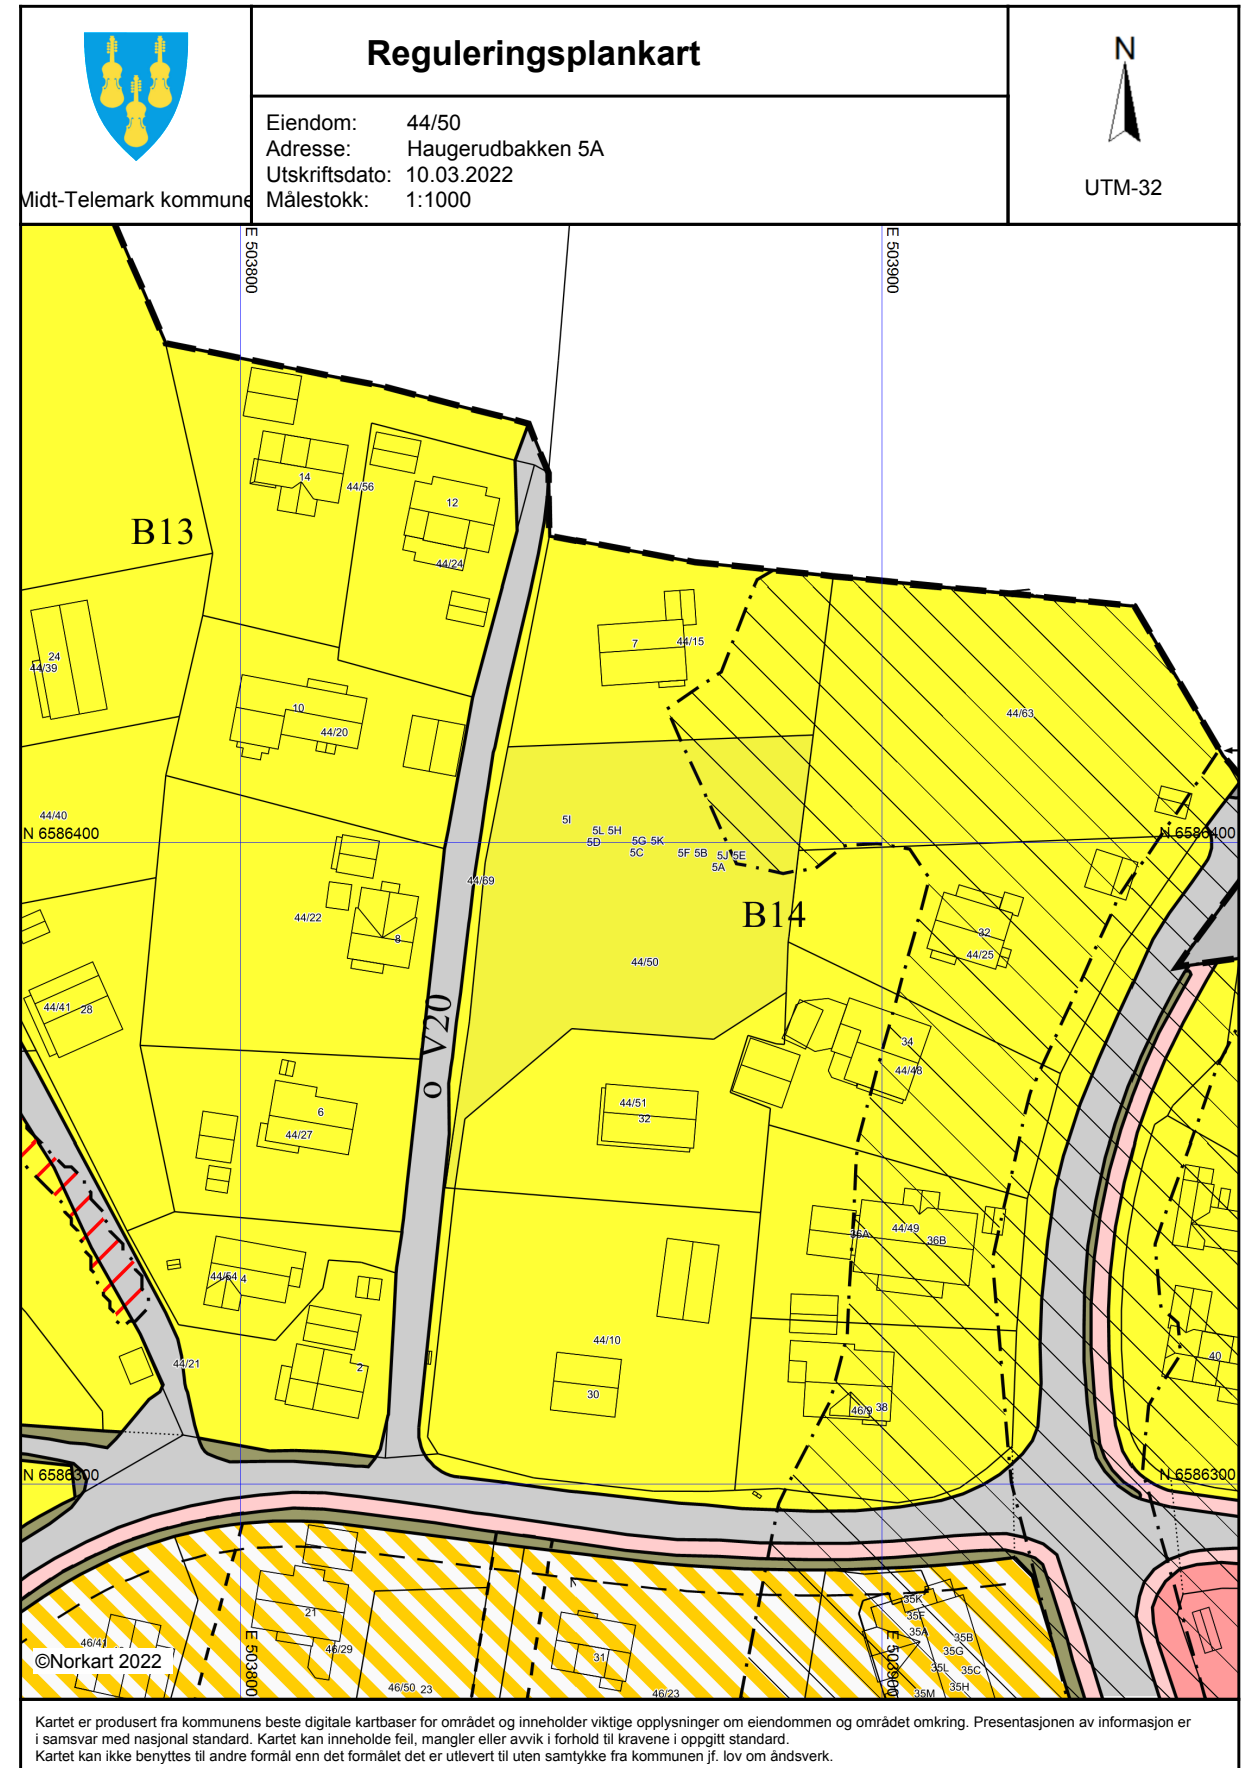 Reguleringsplankart
N
Eiendom: 44/50
Adresse: Haugerudbakken 5A
Utskriftsdato: 10.03.2022
Målestokk: 1:1000
UTM-32
Midt-Telemark kommune
E 503800
E 503900
14
44/56
12
B13
44/24
24
44/39
7
44/15
10
44/20
44/63
44/40
5I
5L 5H
N 6586400
N 6586400
5D
5G 5K
5C
5F 5B
5J 5E
5A
44/69
44/22
B14
8
32
44/25
44/50
44/41 28
o V20
34
44/48
44/51
32
6
44/27
44/49
36A
36B
44/54 4
44/10
2
44/21
30
40
46/9 38
N 6586300
N 6586300
35K
21
35F
35A
46/41
46/29
35B
35G
31
35L
35C
35H
46/50 23
46/23
35M
E 503800
E 503900
©Norkart 2022
Kartet er produsert fra kommunens beste digitale kartbaser for området og inneholder viktige opplysninger om eiendommen og området omkring. Presentasjonen av informasjon er
i samsvar med nasjonal standard. Kartet kan inneholde feil, mangler eller avvik i forhold til kravene i oppgitt standard.
Kartet kan ikke benyttes til andre formål enn det formålet det er utlevert til uten samtykke fra kommunen jf. lov om åndsverk.